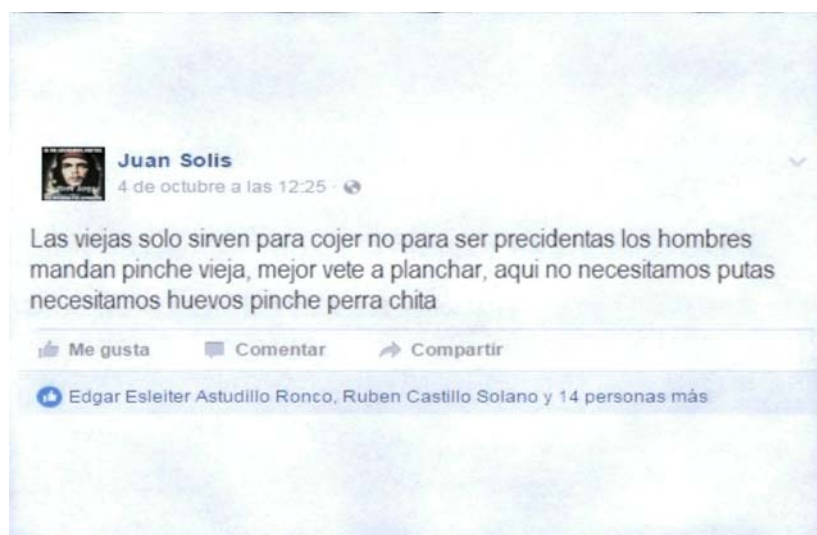 Juan Solis
4 de octubre a las 12:25 ·
Las viejas solo sirven para cojer no para ser precidentas los hombres
mandan pinche vieja, mejor vete a planchar, aqui no necesitamos putas
necesitamos huevos pinche perra chita
Me gusta Comentar Compartir
Edgar Esleiter Astudillo Ronco, Ruben Castillo Solano y 14 personas más